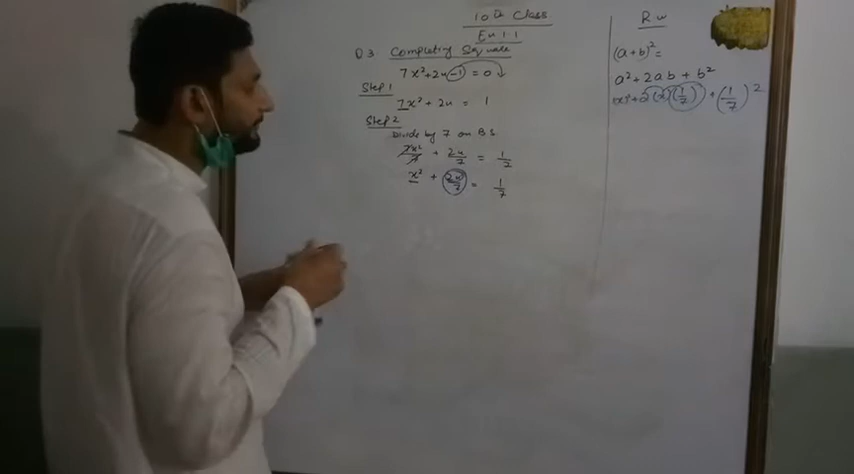 10th Class
Ex 1.1
Q3. Completing Square
7x² + 2x - 1 = 0
Step 1
7x² + 2x = 1
Step 2
Divide by 7 on B.S
7x²/7 + 2x/7 = 1/7
x² + 2x/7 = 1/7
R w
(a+b)² =
a² + 2ab + b²
x² + 2(x)(1/7) + (1/7)²